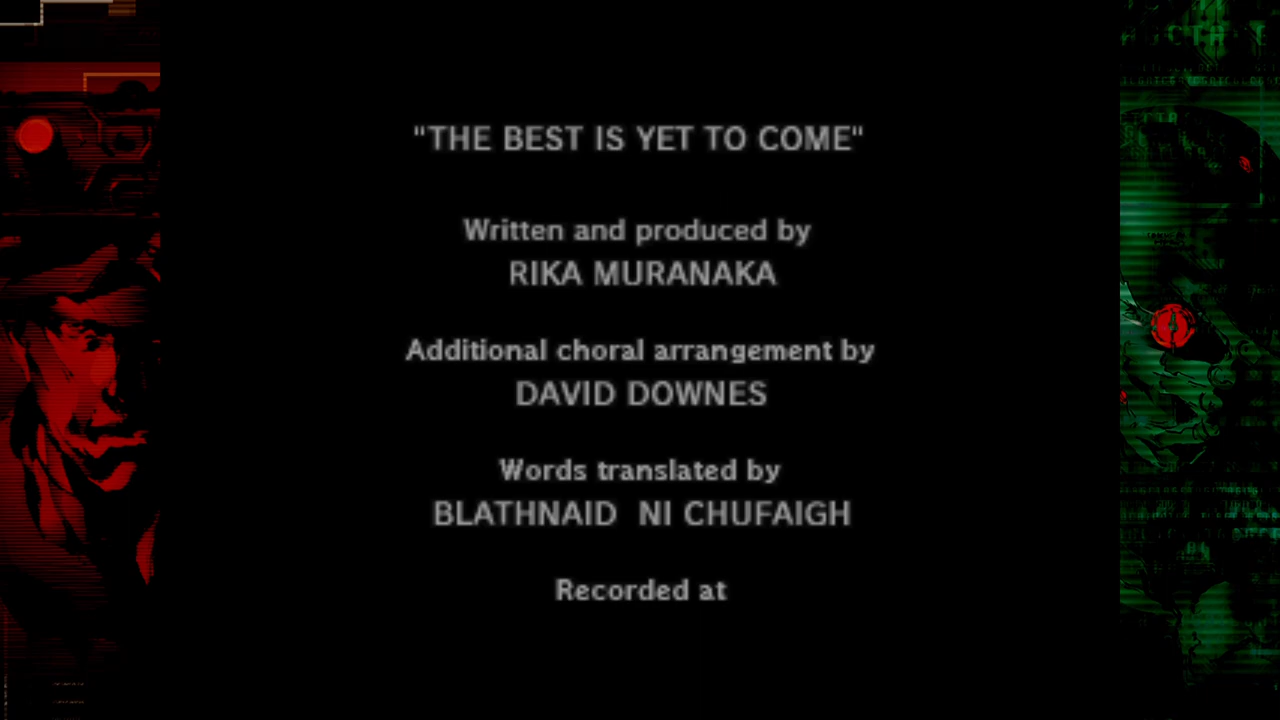 "THE BEST IS YET TO COME"
Written and produced by
RIKA MURANAKA
Additional choral arrangement by
DAVID DOWNES
Words translated by
BLATHNAID NI CHUFAIGH
Recorded at